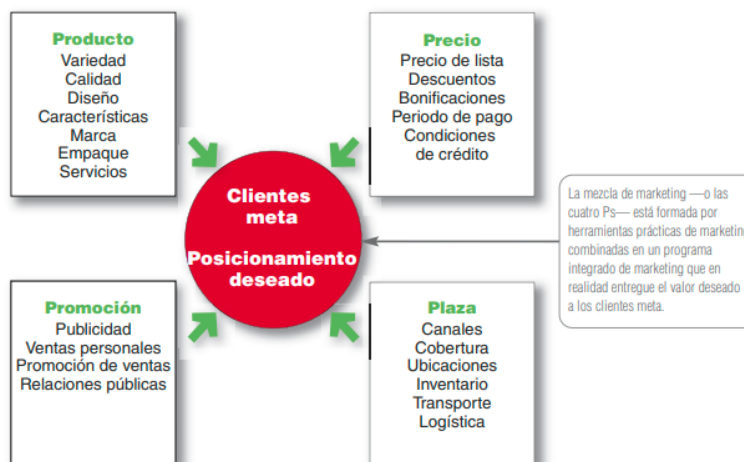 Producto
Variedad
Calidad
Diseño
Características
Marca
Empaque
Servicios
Precio
Precio de lista
Descuentos
Bonificaciones
Periodo de pago
Condiciones
de crédito
Clientes
meta
Posicionamiento
deseado
La mezcla de marketing —o las
cuatro Ps— está formada por
herramientas prácticas de marketin
combinadas en un programa
integrado de marketing que en
realidad entregue el valor deseado
a los clientes meta.
Promoción
Publicidad
Ventas personales
Promoción de ventas
Relaciones públicas
Plaza
Canales
Cobertura
Ubicaciones
Inventario
Transporte
Logística